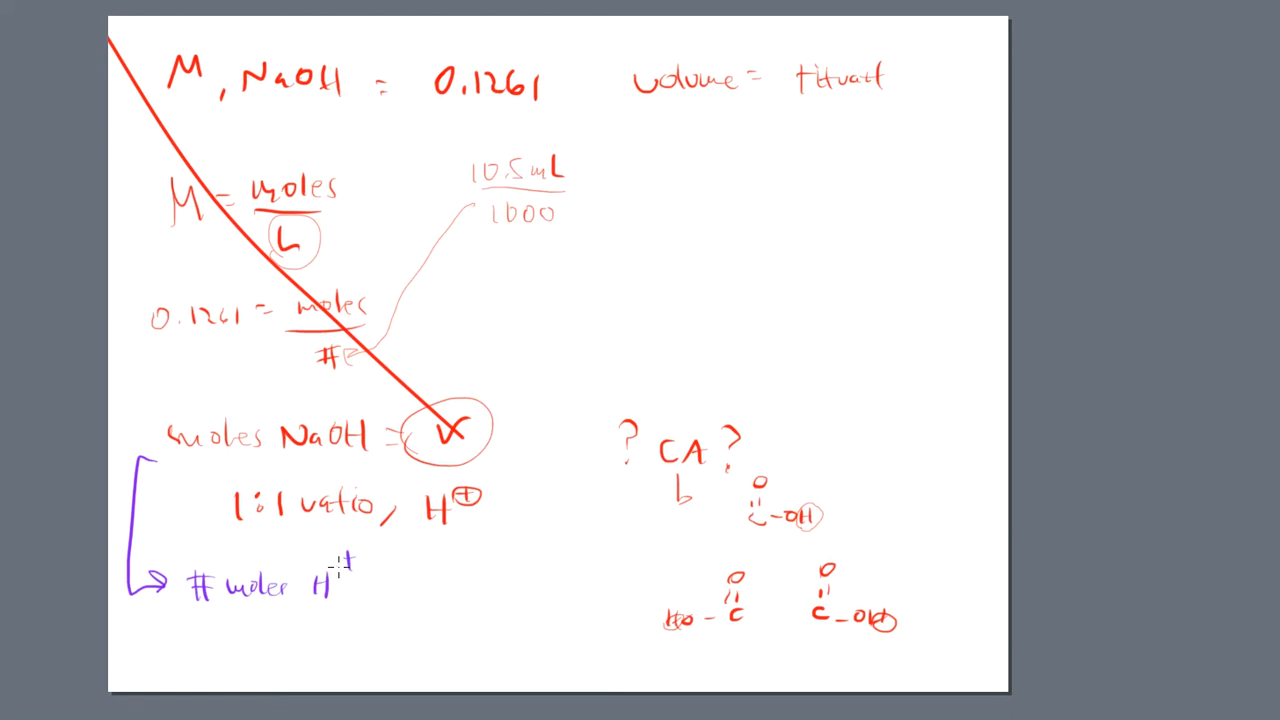 M, NaOH = 0.1261 volume = titrant
M = moles / L
10.5 mL / 1000
0.1261 = moles / #
moles NaOH = x
? CA ?
1:1 ratio, H⊕
O
C-OH
# moles H+
O O
HO - C C - OH